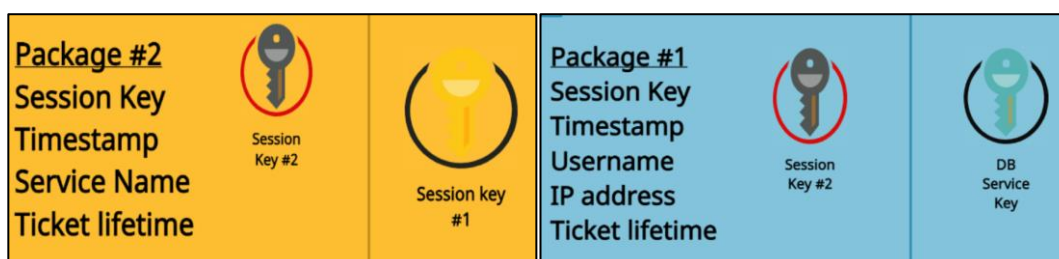 Package #2
Session Key
Timestamp
Service Name
Ticket lifetime
Session
Key #2
Session key
#1
Package #1
Session Key
Timestamp
Username
IP address
Ticket lifetime
Session
Key #2
DB
Service
Key